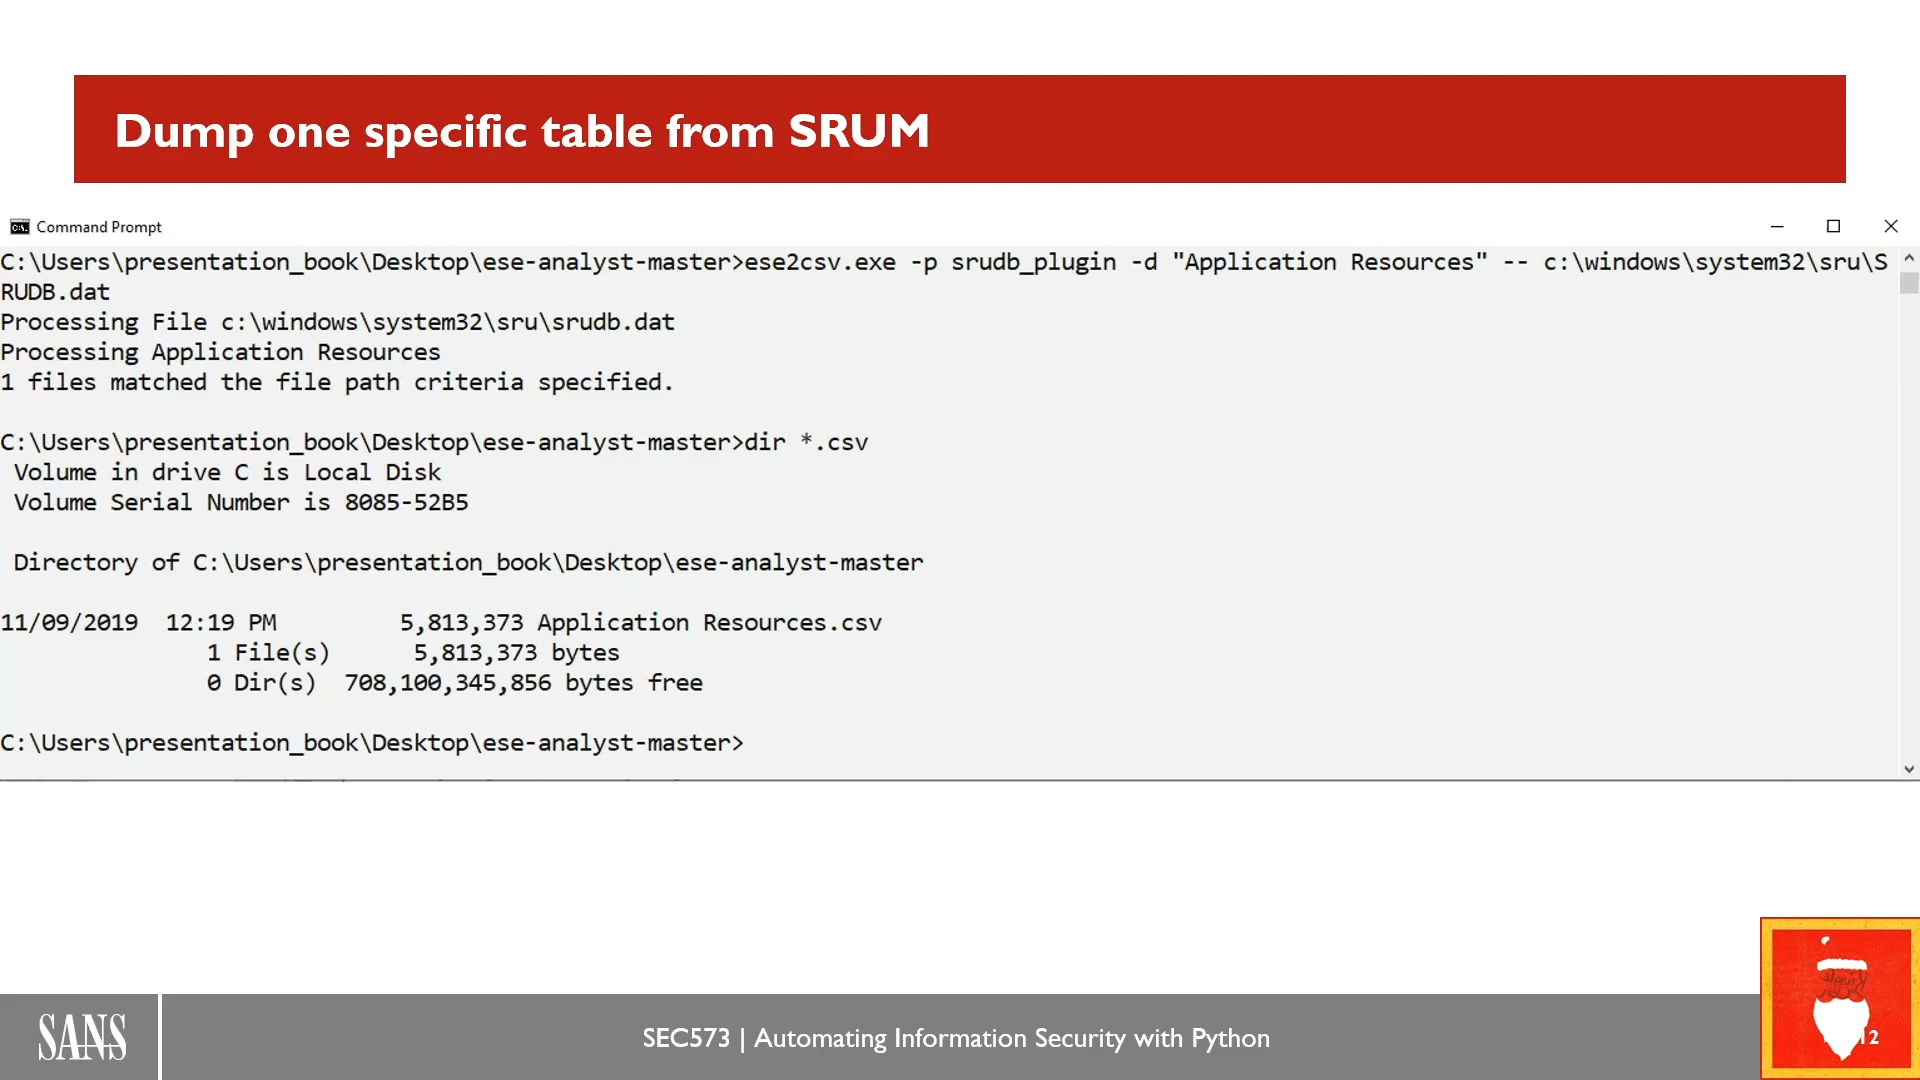 Dump one specific table from SRUM
Command Prompt
C:\Users\presentation_book\Desktop\ese-analyst-master>ese2csv.exe -p srudb_plugin -d "Application Resources" -- c:\windows\system32\sru\S
RUDB.dat
Processing File c:\windows\system32\sru\srudb.dat
Processing Application Resources
1 files matched the file path criteria specified.
C:\Users\presentation_book\Desktop\ese-analyst-master>dir *.csv
Volume in drive C is Local Disk
Volume Serial Number is 8085-52B5
Directory of C:\Users\presentation_book\Desktop\ese-analyst-master
11/09/2019  12:19 PM         5,813,373 Application Resources.csv
1 File(s)      5,813,373 bytes
0 Dir(s)  708,100,345,856 bytes free
C:\Users\presentation_book\Desktop\ese-analyst-master>
SANS
SEC573 | Automating Information Security with Python
12